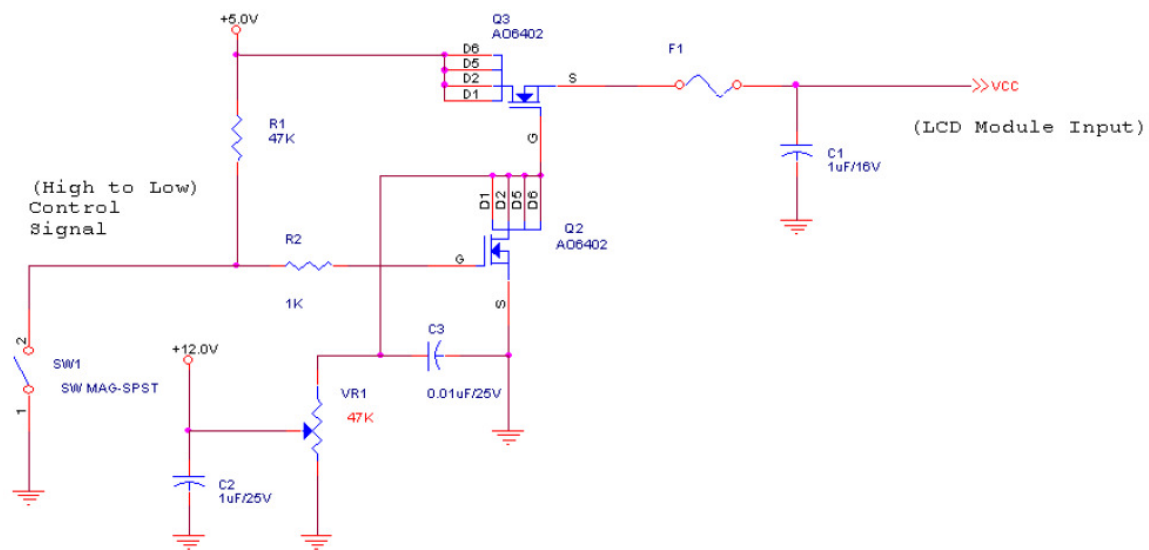 +5.0V
Q3
AO6402
D6
D5
D2
D1
S
G
F1
VCC
(LCD Module Input)
R1
47K
C1
1uF/16V
(High to Low)
Control
Signal
D1
D2
D5
D6
Q2
AO6402
R2
1K
G
S
2
SW1
SW MAG-SPST
1
+12.0V
C3
0.01uF/25V
VR1
47K
C2
1uF/25V